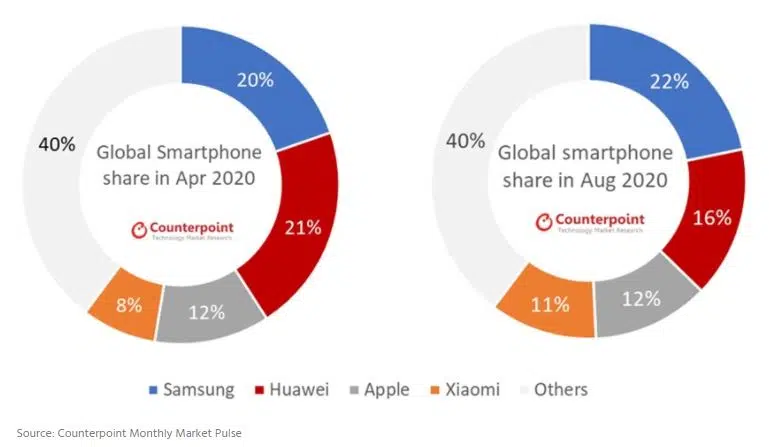 20%
40%
Global Smartphone
share in Apr 2020
Counterpoint
Technology Market Research
21%
8%
12%
22%
40%
Global smartphone
share in Aug 2020
Counterpoint
Technology Market Research
16%
11%
12%
Samsung Huawei Apple Xiaomi Others
Source: Counterpoint Monthly Market Pulse